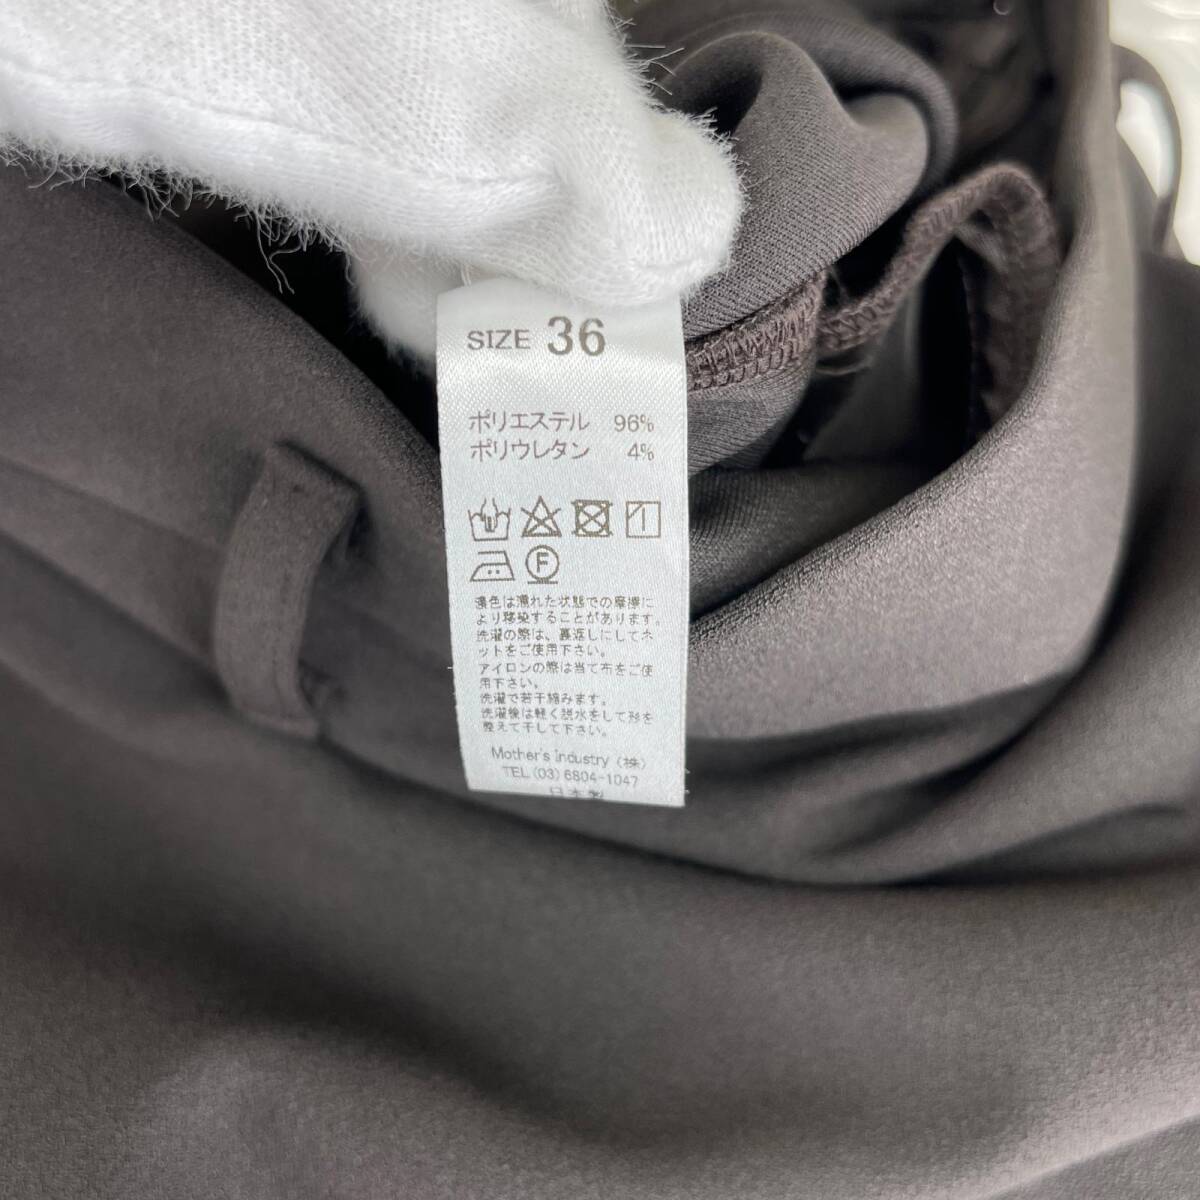 SIZE 36
ポリエステル 96%
ポリウレタン 4%
F
濃色は濡れた状態での摩擦に
より移染することがあります。
洗濯の際は、裏返しにしてネ
ットをご使用下さい。
アイロンの際は当て布をご使
用下さい。
洗濯で若干縮みます。
洗濯後は軽く脱水をして形を
整えて干して下さい。
Mother's Industry (株)
TEL (03) 6804-1047
日本製